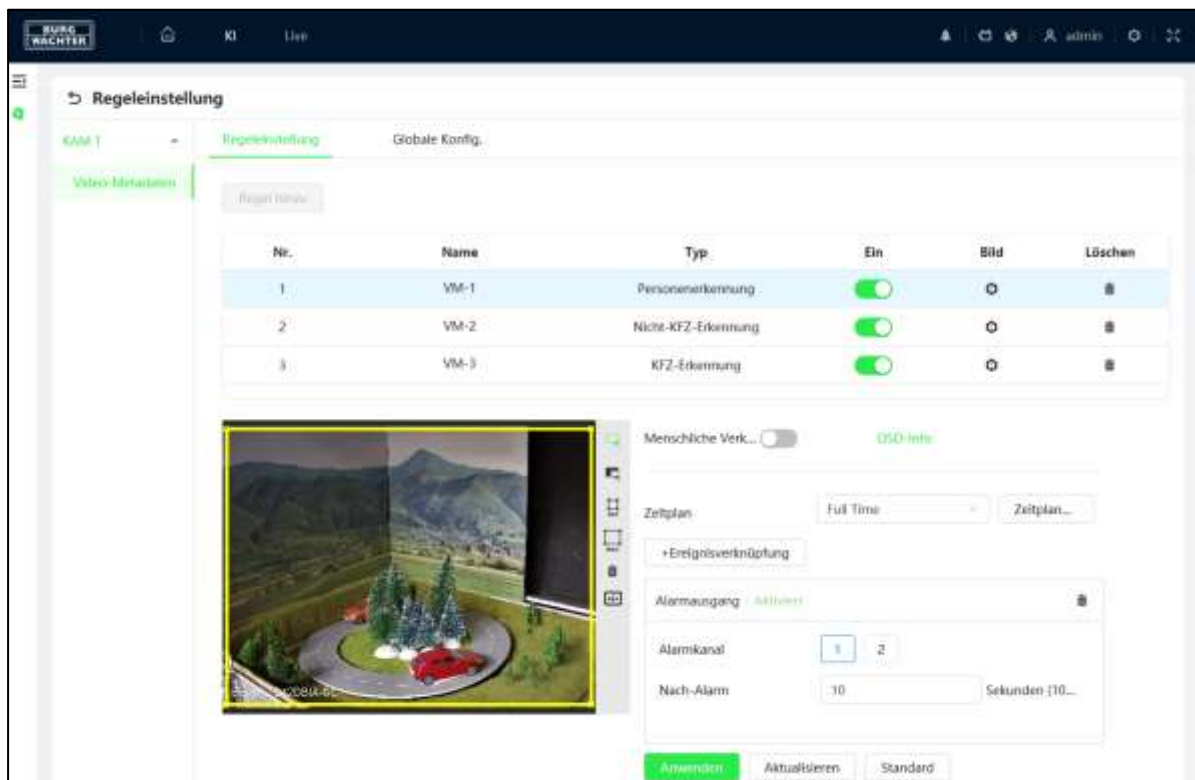 BURG
WÄCHTER
KI Live admin
Regeleinstellung
KAM 1 Regeleinstellung Globale Konfig.
Video-Metadaten
Nr. Name Typ Ein Bild Löschen
1 VM-1 Personenerkennung
2 VM-2 Nicht-KFZ-Erkennung
3 VM-3 KFZ-Erkennung
Menschliche Verk... OSD-Info
Zeitplan Full Time Zeitplan...
+Ereignisverknüpfung
Alarmausgang Aktiviert
Alarmkanal 1 2
Nach-Alarm 10 Sekunden (10...
Anwenden Aktualisieren Standard